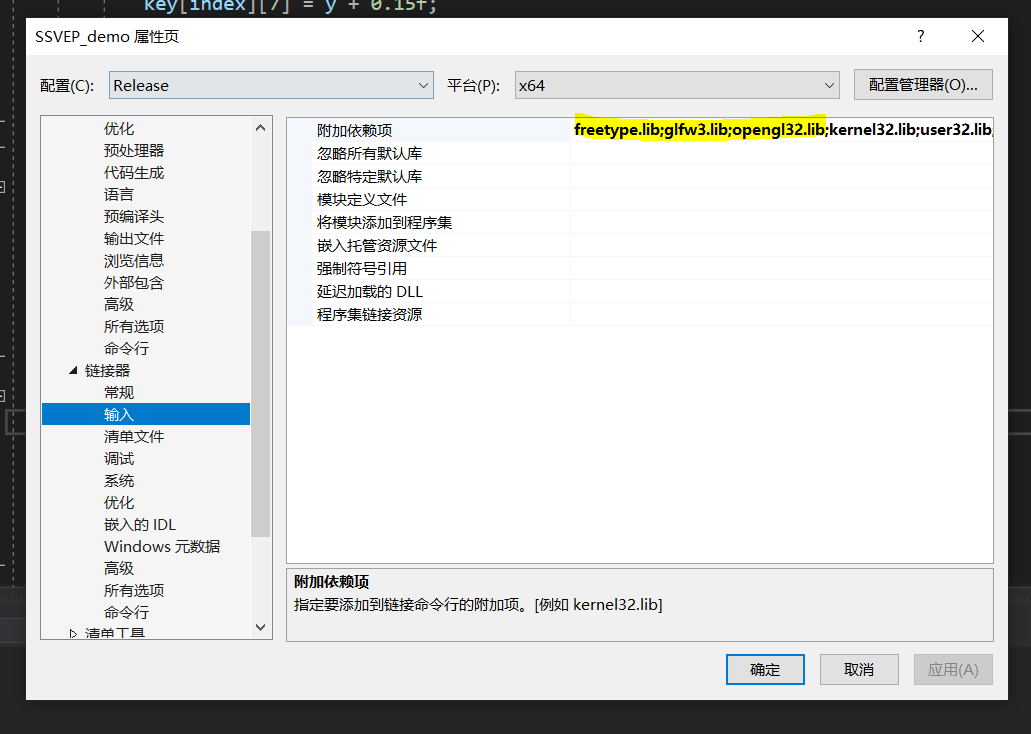 key[index][7] = y + 0.15f;
SSVEP_demo 属性页
?
配置(C):
Release
平台(P):
x64
配置管理器(O)...
优化
预处理器
代码生成
语言
预编译头
输出文件
浏览信息
外部包含
高级
所有选项
命令行
链接器
常规
输入
清单文件
调试
系统
优化
嵌入的 IDL
Windows 元数据
高级
所有选项
命令行
清单工具
附加依赖项
freetype.lib;glfw3.lib;opengl32.lib;kernel32.lib;user32.lib;
忽略所有默认库
忽略特定默认库
模块定义文件
将模块添加到程序集
嵌入托管资源文件
强制符号引用
延迟加载的 DLL
程序集链接资源
附加依赖项
指定要添加到链接命令行的附加项。[例如 kernel32.lib]
确定
取消
应用(A)